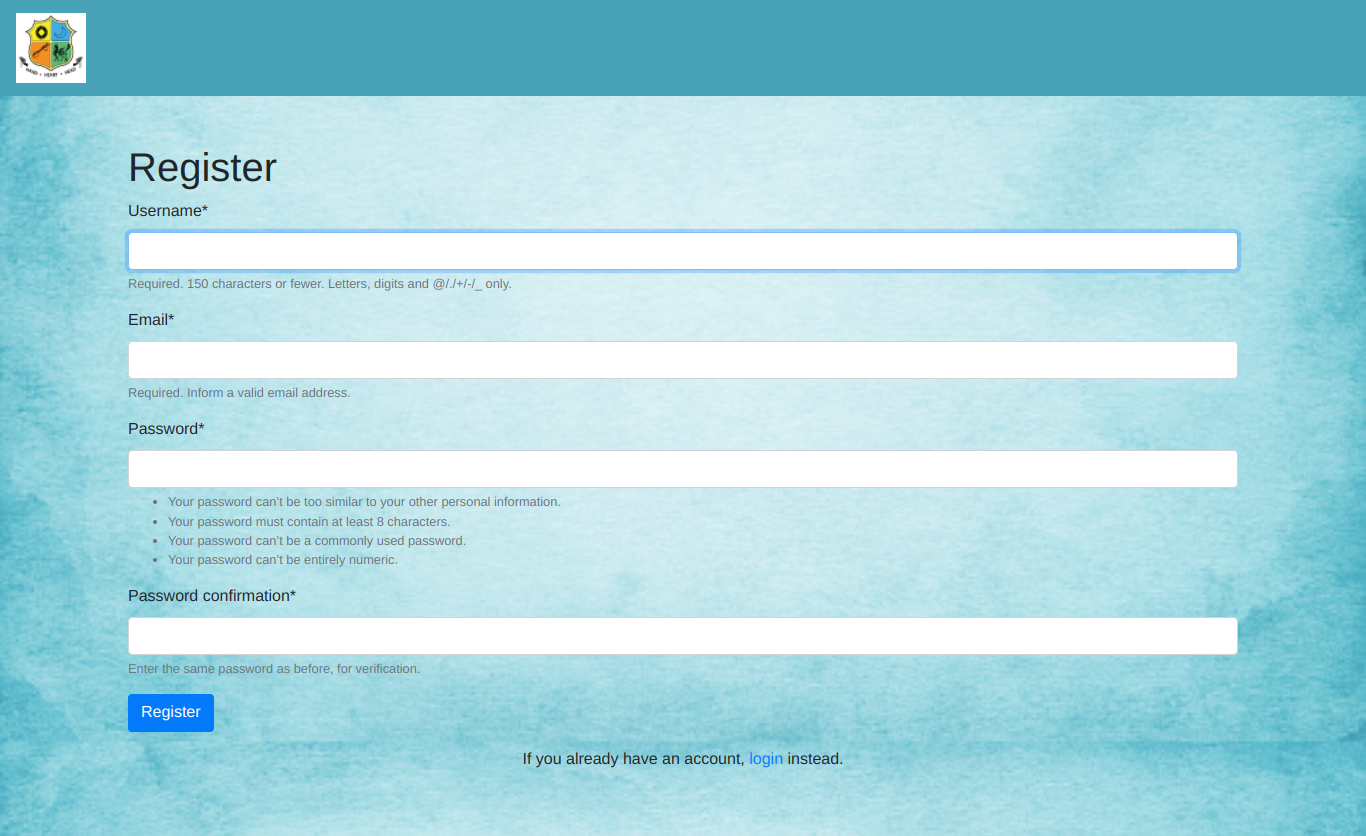 HAND • HEART • HEAD
Register
Username*
Required. 150 characters or fewer. Letters, digits and @/./+/-/_ only.
Email*
Required. Inform a valid email address.
Password*
Your password can't be too similar to your other personal information.
Your password must contain at least 8 characters.
Your password can't be a commonly used password.
Your password can't be entirely numeric.
Password confirmation*
Enter the same password as before, for verification.
Register
If you already have an account, login instead.